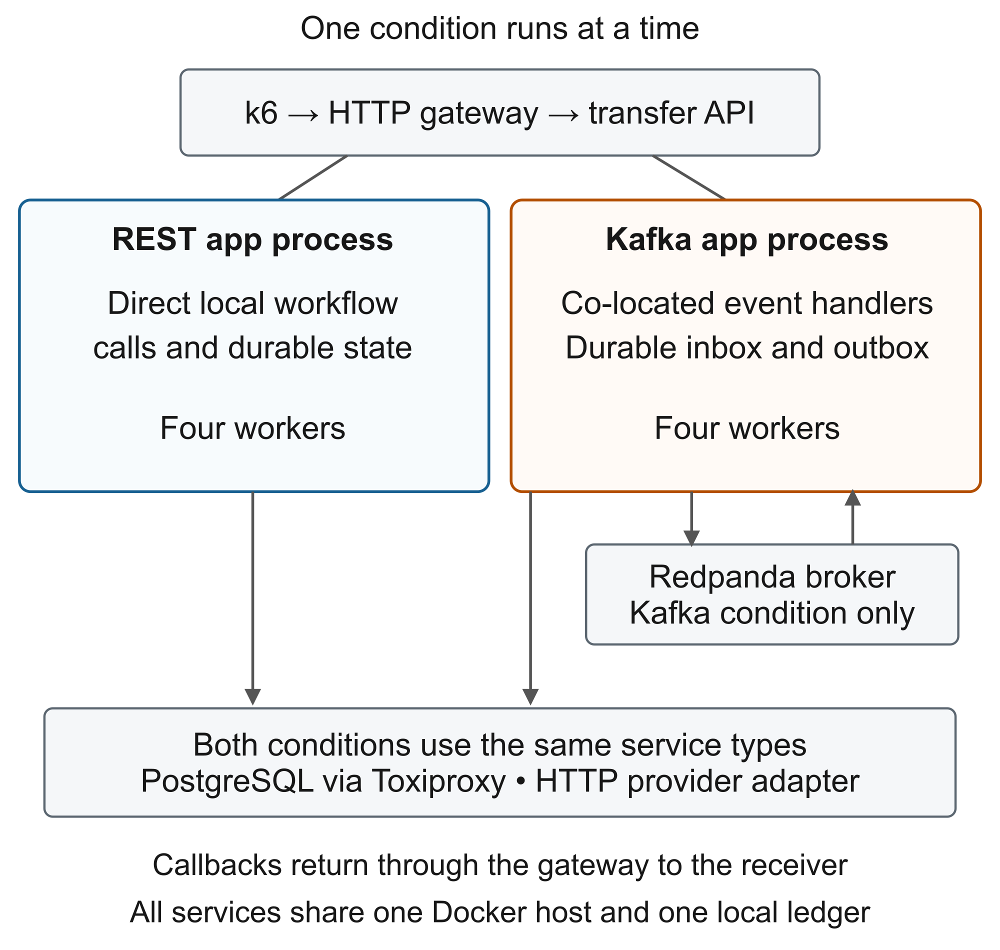 One condition runs at a time
k6 → HTTP gateway → transfer API
REST app process
Direct local workflow
calls and durable state
Four workers
Kafka app process
Co-located event handlers
Durable inbox and outbox
Four workers
Redpanda broker
Kafka condition only
Both conditions use the same service types
PostgreSQL via Toxiproxy • HTTP provider adapter
Callbacks return through the gateway to the receiver
All services share one Docker host and one local ledger